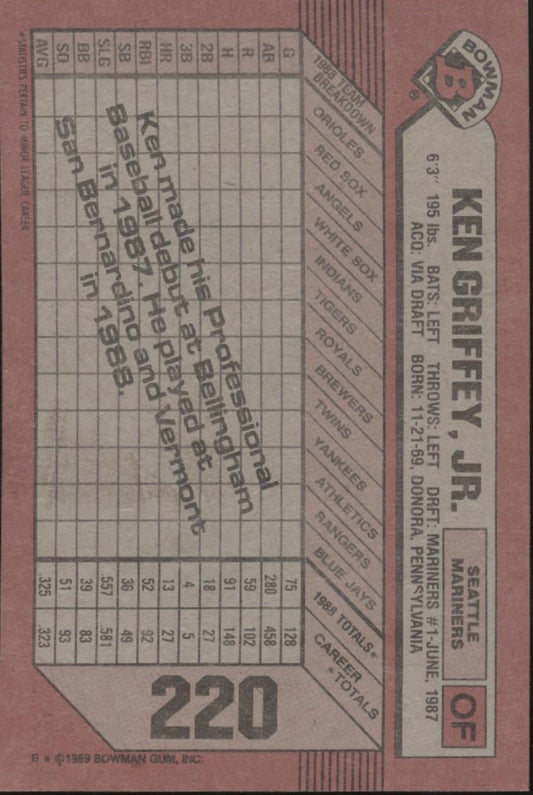 BOWMAN
B
®
KEN GRIFFEY, JR.
SEATTLE
MARINERS
OF
6'3" 195 lbs. BATS: LEFT THROWS: LEFT DRFT: MARINERS #1-JUNE, 1987
ACQ: VIA DRAFT BORN: 11-21-69, DONORA, PENNSYLVANIA
1988 TEAM
BREAKDOWN
ORIOLES
RED SOX
ANGELS
WHITE SOX
INDIANS
TIGERS
ROYALS
BREWERS
TWINS
YANKEES
ATHLETICS
RANGERS
BLUE JAYS
1988 TOTALS*
CAREER
*TOTALS
G 75 128
AB 280 458
R 59 102
H 91 148
2B 18 27
3B 4 5
HR 13 27
RBI 52 92
SB 36 49
SLG .557 .581
BB 39 83
SO 51 93
AVG .325 .323
Ken made his Professional
Baseball debut at Bellingham
in 1987. He played at
San Bernardino and Vermont
in 1988.
220
*STATISTICS PERTAIN TO MINOR LEAGUE CAREER
B * ©1989 BOWMAN GUM, INC.